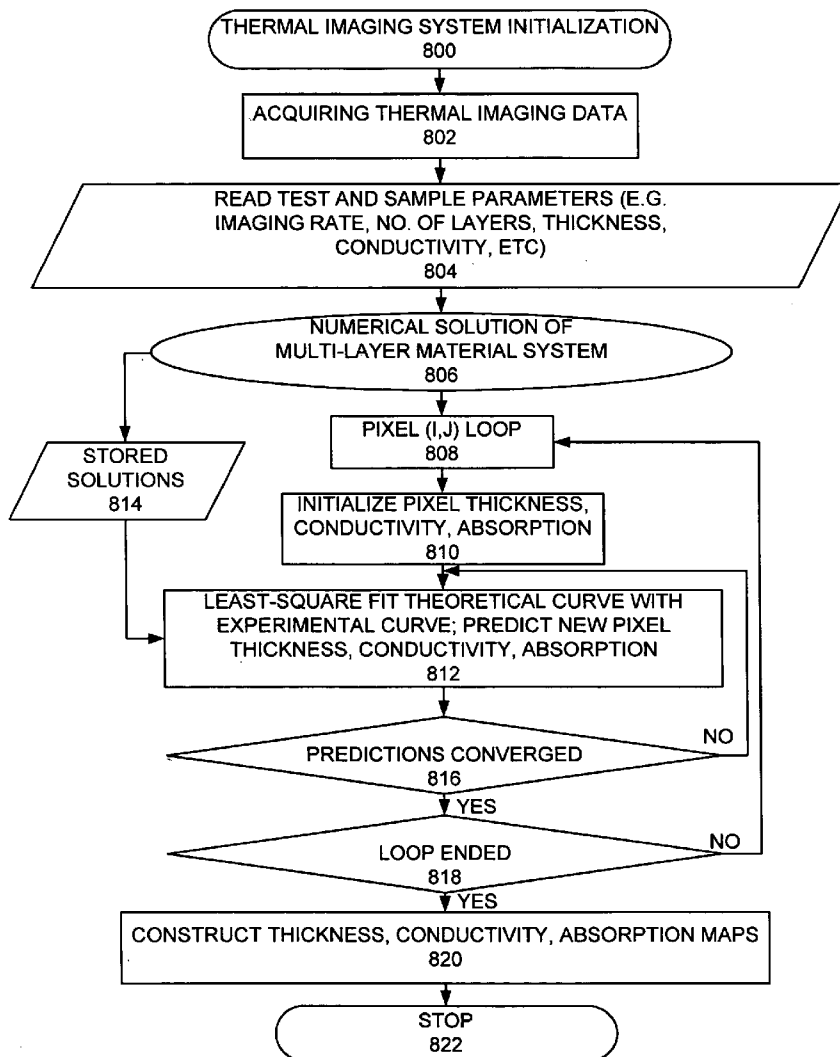 THERMAL IMAGING SYSTEM INITIALIZATION
800
ACQUIRING THERMAL IMAGING DATA
802
READ TEST AND SAMPLE PARAMETERS (E.G.
IMAGING RATE, NO. OF LAYERS, THICKNESS,
CONDUCTIVITY, ETC)
804
NUMERICAL SOLUTION OF
MULTI-LAYER MATERIAL SYSTEM
806
PIXEL (I,J) LOOP
808
STORED
SOLUTIONS
814
INITIALIZE PIXEL THICKNESS,
CONDUCTIVITY, ABSORPTION
810
LEAST-SQUARE FIT THEORETICAL CURVE WITH
EXPERIMENTAL CURVE; PREDICT NEW PIXEL
THICKNESS, CONDUCTIVITY, ABSORPTION
812
NO
PREDICTIONS CONVERGED
816
YES
NO
LOOP ENDED
818
YES
CONSTRUCT THICKNESS, CONDUCTIVITY, ABSORPTION MAPS
820
STOP
822